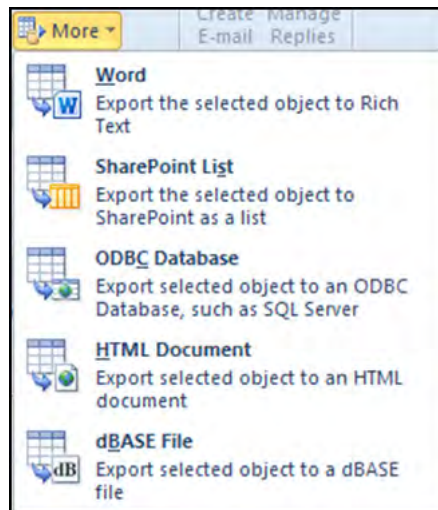 Create Manage
More
E-mail Replies
Word
W
Export the selected object to Rich
Text
SharePoint List
Export the selected object to
SharePoint as a list
ODBC Database
Export selected object to an ODBC
Database, such as SQL Server
HTML Document
Export selected object to an HTML
document
dBASE File
dB
Export selected object to a dBASE
file